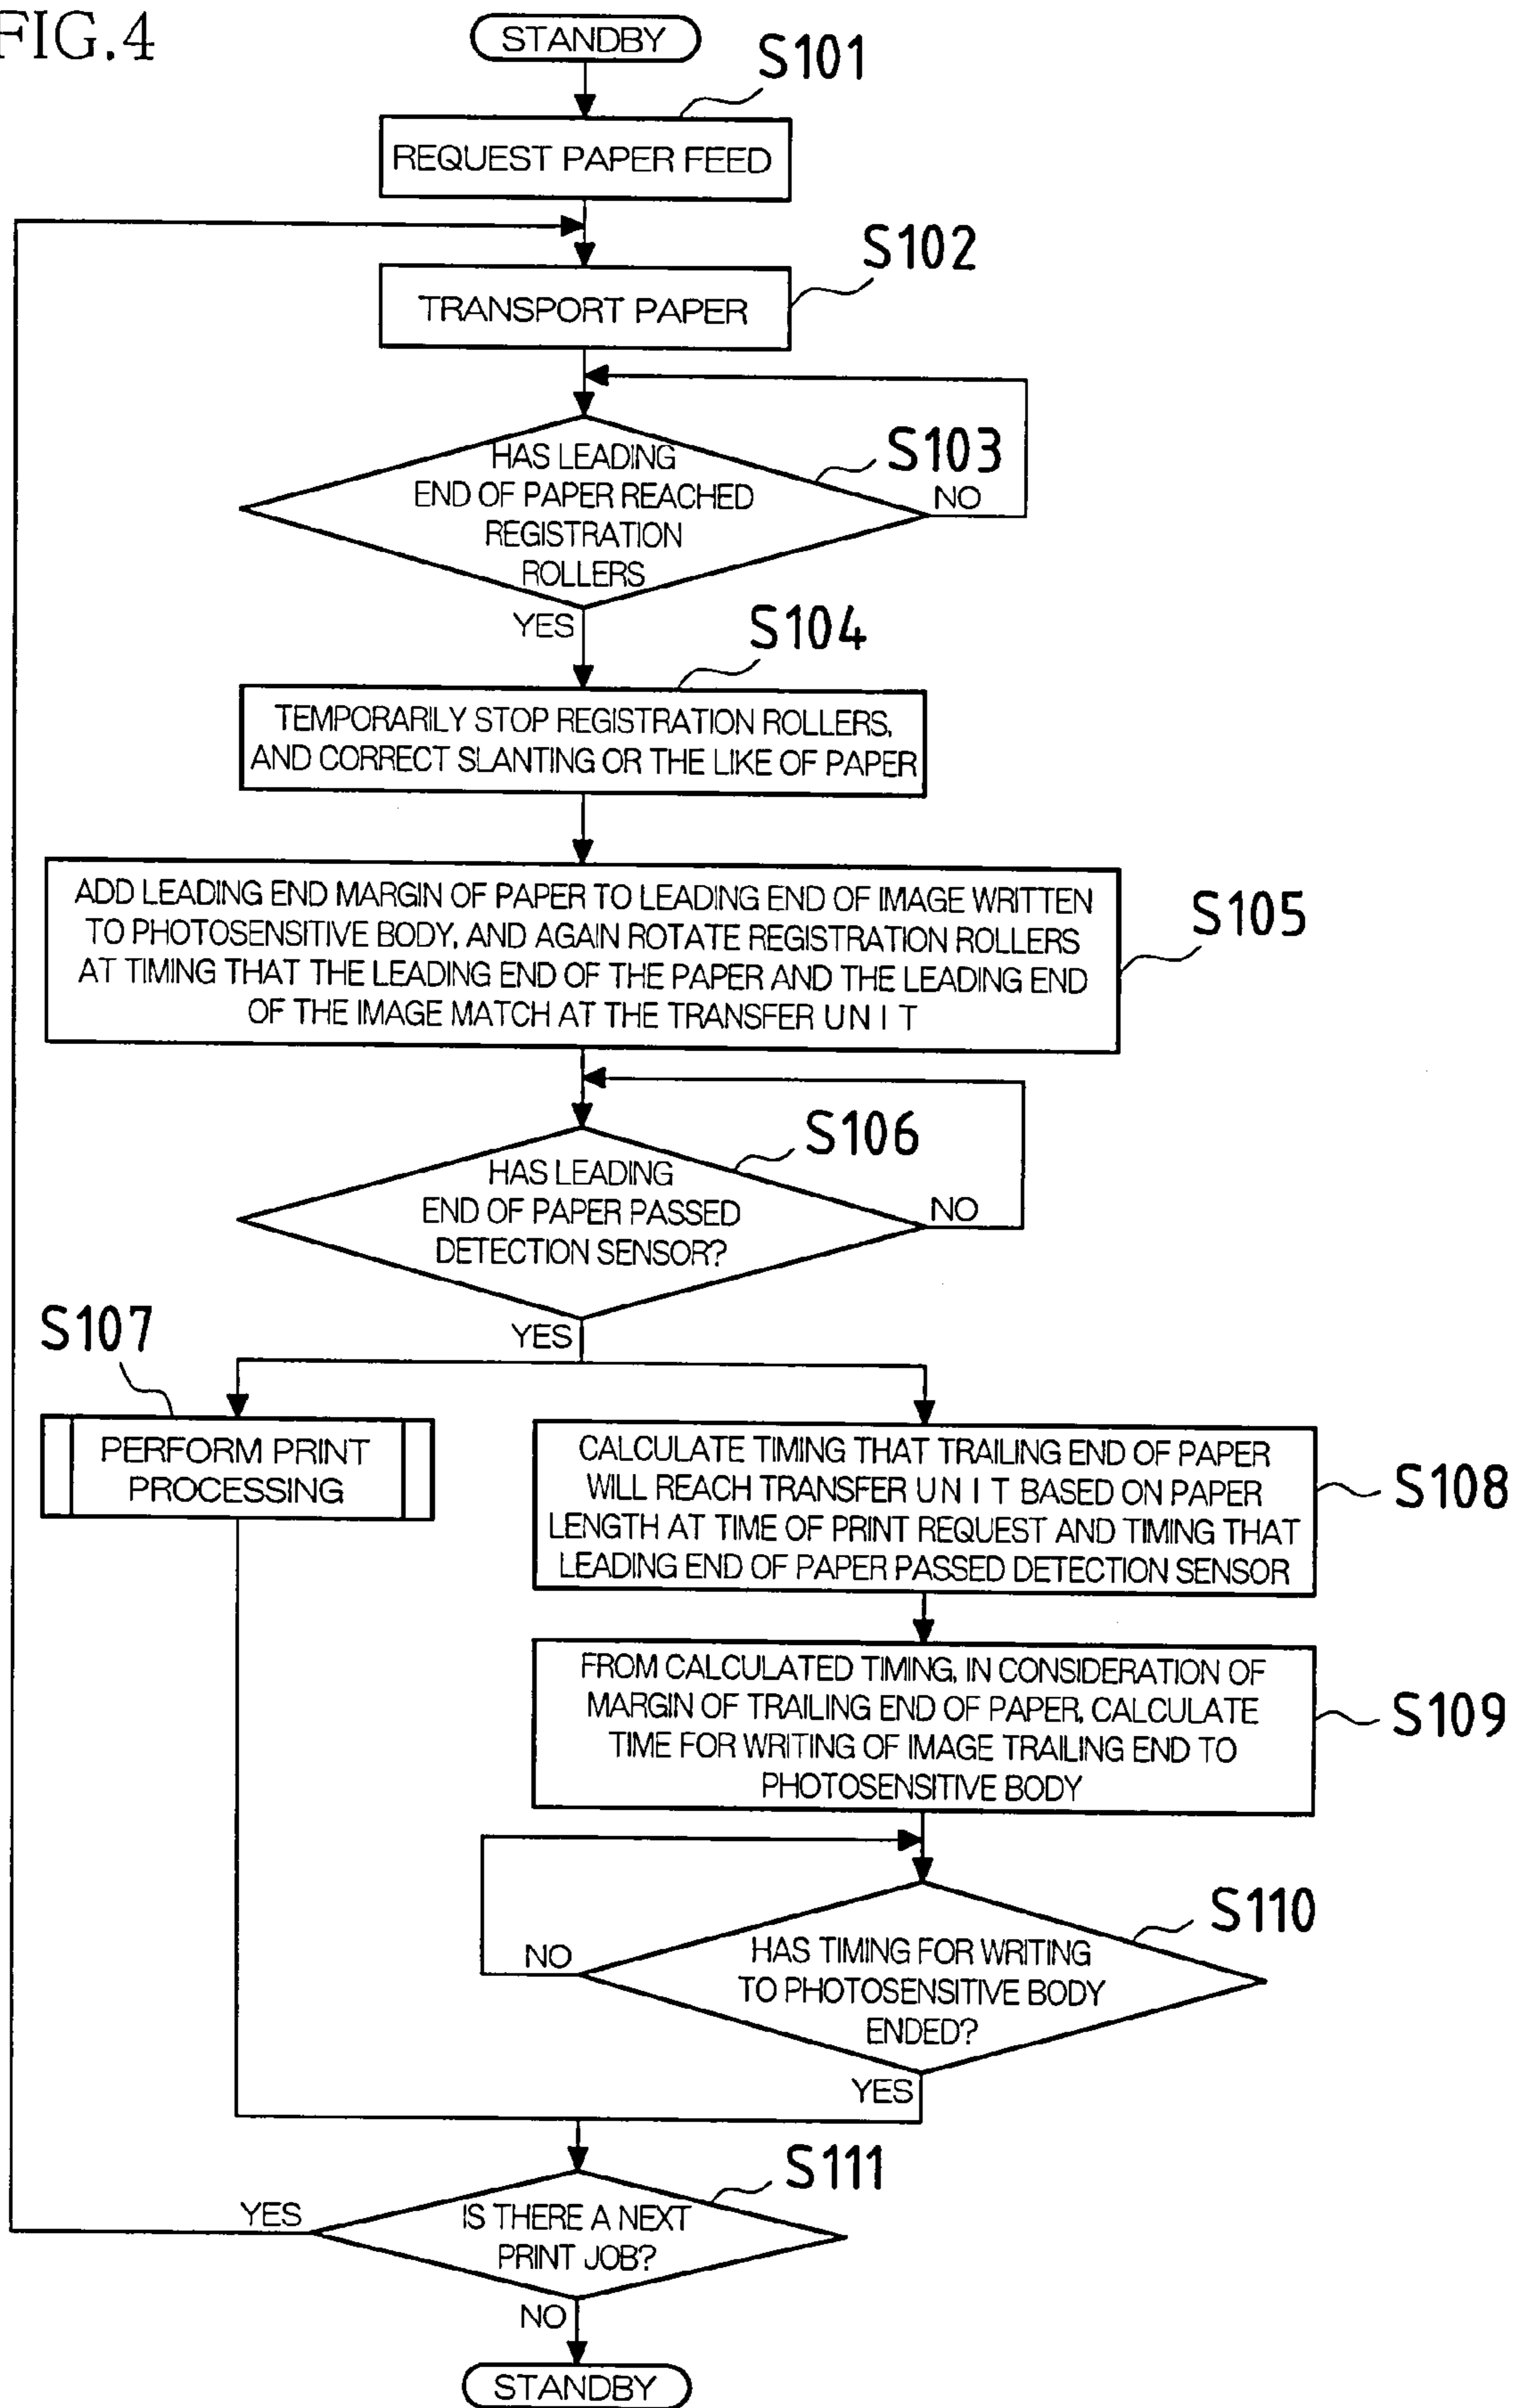 FIG.4
STANDBY
S101
REQUEST PAPER FEED
S102
TRANSPORT PAPER
S103
HAS LEADING
END OF PAPER REACHED
REGISTRATION
ROLLERS
NO
YES
S104
TEMPORARILY STOP REGISTRATION ROLLERS,
AND CORRECT SLANTING OR THE LIKE OF PAPER
S105
ADD LEADING END MARGIN OF PAPER TO LEADING END OF IMAGE WRITTEN
TO PHOTOSENSITIVE BODY, AND AGAIN ROTATE REGISTRATION ROLLERS
AT TIMING THAT THE LEADING END OF THE PAPER AND THE LEADING END
OF THE IMAGE MATCH AT THE TRANSFER UNIT
S106
HAS LEADING
END OF PAPER PASSED
DETECTION SENSOR?
NO
YES
S107
PERFORM PRINT
PROCESSING
S108
CALCULATE TIMING THAT TRAILING END OF PAPER
WILL REACH TRANSFER UNIT BASED ON PAPER
LENGTH AT TIME OF PRINT REQUEST AND TIMING THAT
LEADING END OF PAPER PASSED DETECTION SENSOR
S109
FROM CALCULATED TIMING, IN CONSIDERATION OF
MARGIN OF TRAILING END OF PAPER, CALCULATE
TIME FOR WRITING OF IMAGE TRAILING END TO
PHOTOSENSITIVE BODY
S110
HAS TIMING FOR WRITING
TO PHOTOSENSITIVE BODY
ENDED?
NO
YES
S111
IS THERE A NEXT
PRINT JOB?
YES
NO
STANDBY